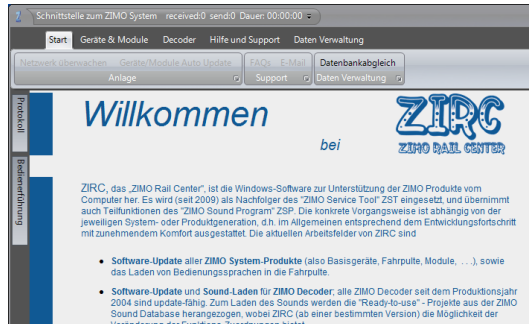 Schnittstelle zum ZIMO System received:0 send:0 Dauer: 00:00:00
Start Geräte & Module Decoder Hilfe und Support Daten Verwaltung
Netzwerk überwachen Geräte/Module Auto Update FAQs E-Mail Datenbankabgleich
Anlage Support Daten Verwaltung
Protokoll
Bedienerführung
Willkommen
bei
ZIRC
ZIMO RAIL CENTER
ZIRC, das „ZIMO Rail Center", ist die Windows-Software zur Unterstützung der ZIMO Produkte vom
Computer her. Es wird (seit 2009) als Nachfolger des "ZIMO Service Tool" ZST eingesetzt, und übernimmt
auch Teilfunktionen des "ZIMO Sound Program" ZSP. Die konkrete Vorgangsweise ist abhängig von der
jeweiligen System- oder Produktgeneration, d.h. im Allgemeinen entsprechend dem Entwicklungsfortschritt
mit zunehmendem Komfort ausgestattet. Die aktuellen Arbeitsfelder von ZIRC sind
• Software-Update aller ZIMO System-Produkte (also Basisgeräte, Fahrpulte, Module, . . .), sowie
das Laden von Bedienungssprachen in die Fahrpulte.
• Software-Update und Sound-Laden für ZIMO Decoder; alle ZIMO Decoder seit dem Produktionsjahr
2004 sind update-fähig. Zum Laden des Sounds werden die "Ready-to-use" - Projekte aus der ZIMO
Sound Database herangezogen, wobei ZIRC (ab einer bestimmten Version) die Möglichkeit der